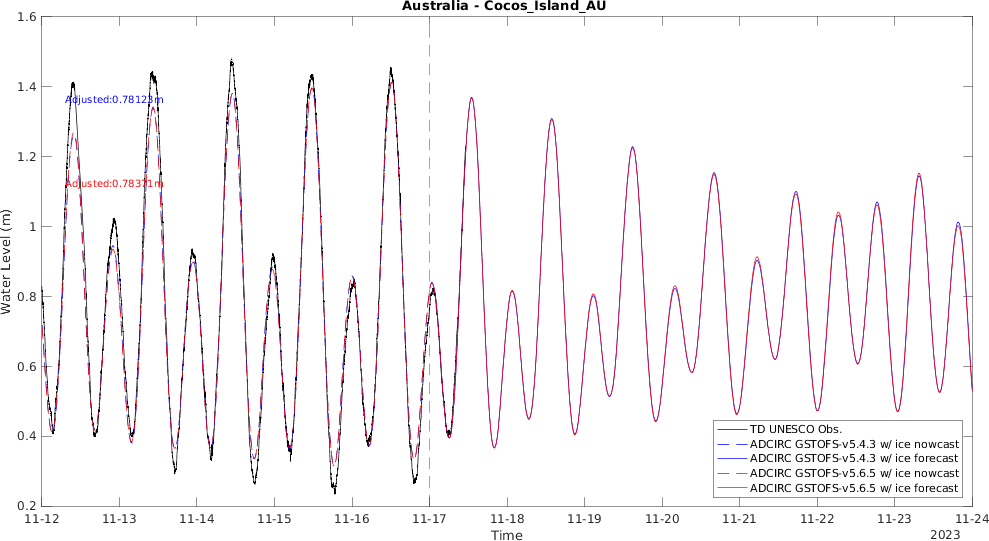 Australia - Cocos_Island_AU
1.6
1.4
1.2
1
0.8
0.6
0.4
0.2
Water Level (m)
Adjusted:0.78123m
Adjusted:0.78371m
TD UNESCO Obs.
ADCIRC GSTOFS-v5.4.3 w/ ice nowcast
ADCIRC GSTOFS-v5.4.3 w/ ice forecast
ADCIRC GSTOFS-v5.6.5 w/ ice nowcast
ADCIRC GSTOFS-v5.6.5 w/ ice forecast
11-12 11-13 11-14 11-15 11-16 11-17 11-18 11-19 11-20 11-21 11-22 11-23 11-24
Time
2023